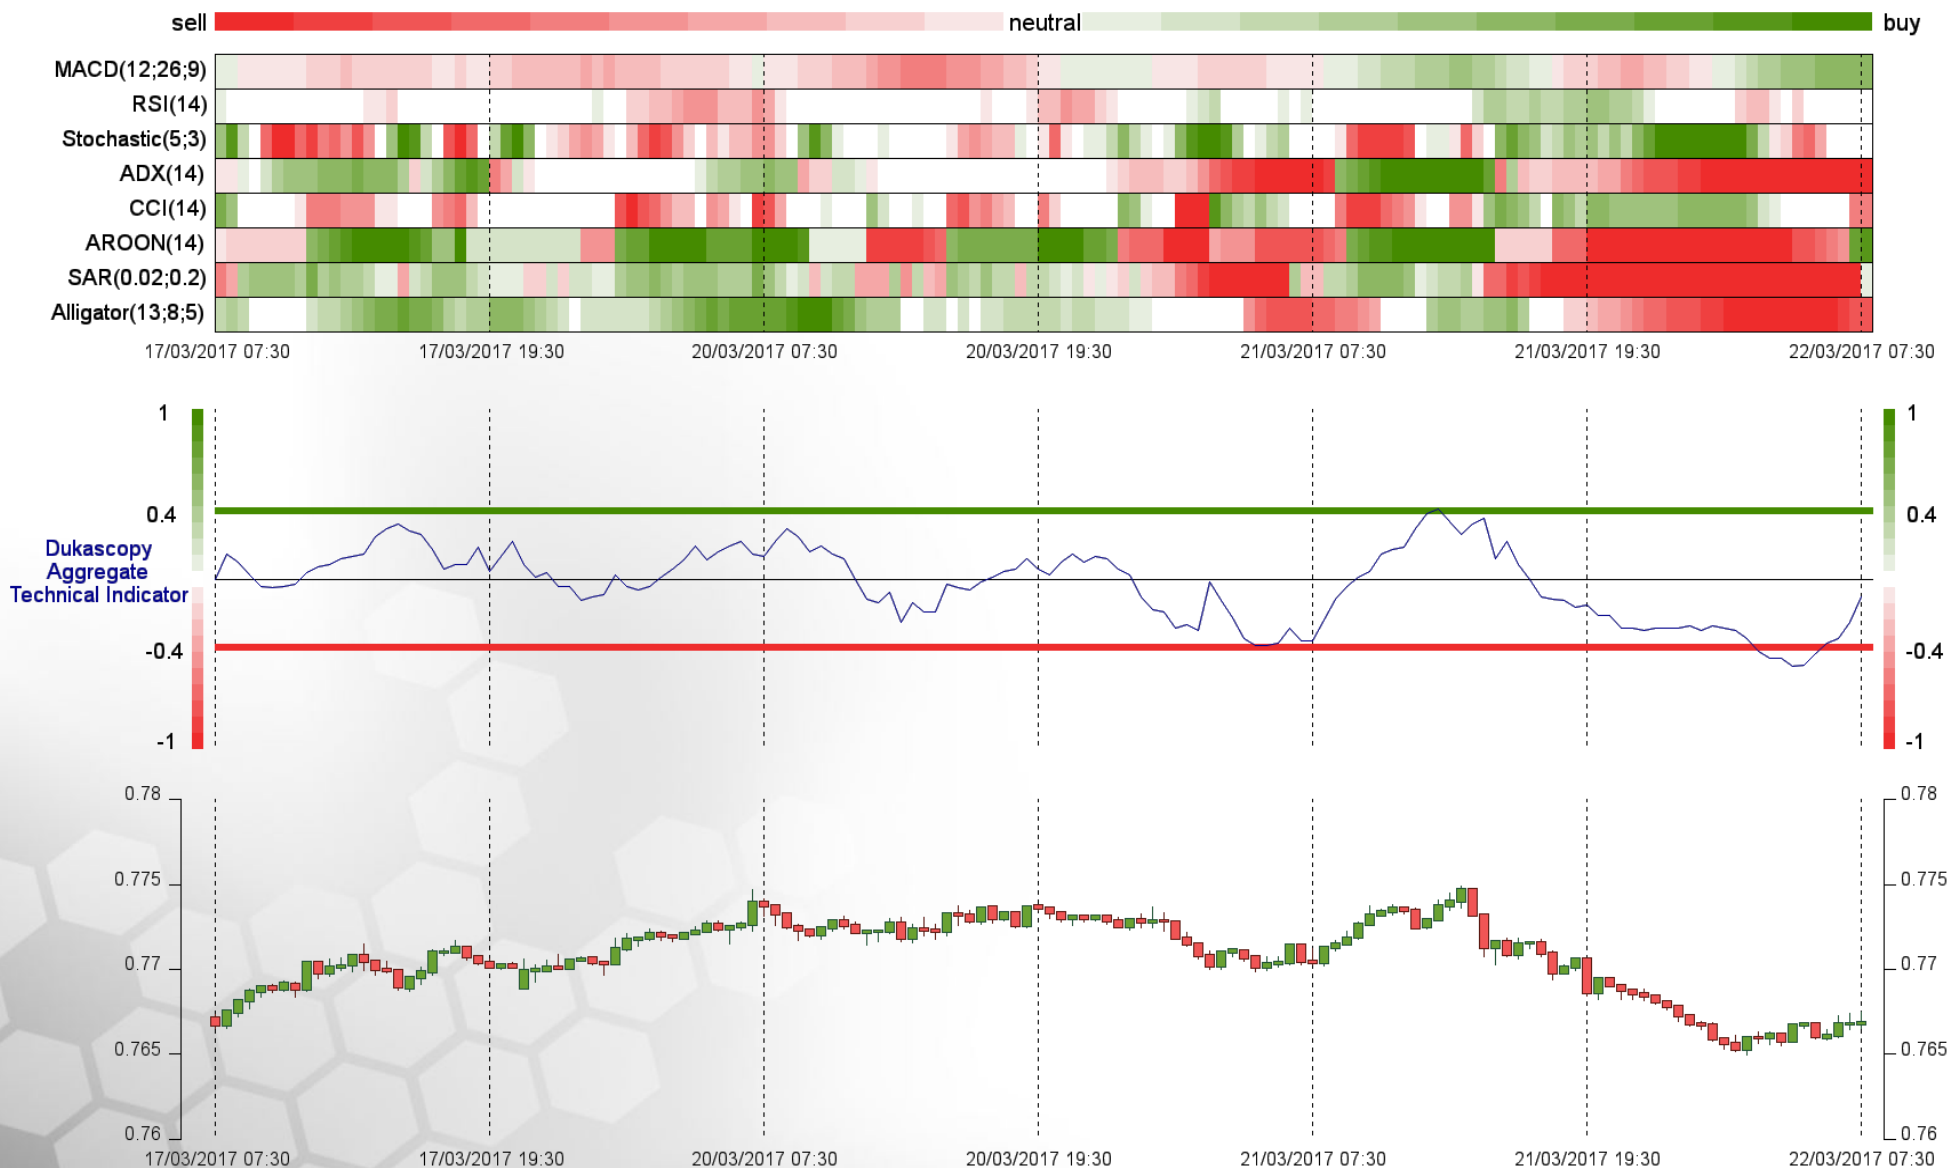 sell neutral buy
MACD(12;26;9)
RSI(14)
Stochastic(5;3)
ADX(14)
CCI(14)
AROON(14)
SAR(0.02;0.2)
Alligator(13;8;5)
17/03/2017 07:30 17/03/2017 19:30 20/03/2017 07:30 20/03/2017 19:30 21/03/2017 07:30 21/03/2017 19:30 22/03/2017 07:30
1 1
0.4 0.4
Dukascopy
Aggregate
Technical Indicator
-0.4 -0.4
-1 -1
0.78 0.78
0.775 0.775
0.77 0.77
0.765 0.765
0.76 0.76
17/03/2017 07:30 17/03/2017 19:30 20/03/2017 07:30 20/03/2017 19:30 21/03/2017 07:30 21/03/2017 19:30 22/03/2017 07:30